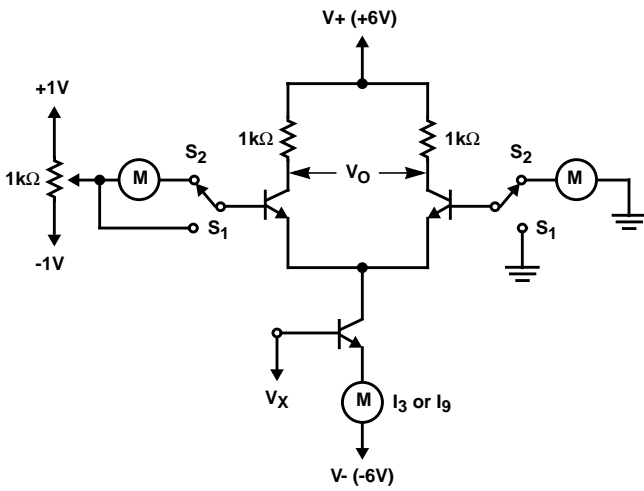 V+ (+6V)
+1V
1kΩ
1kΩ
S2
VO
S2
1kΩ
M
M
S1
S1
-1V
VX
M
I3 or I9
V- (-6V)